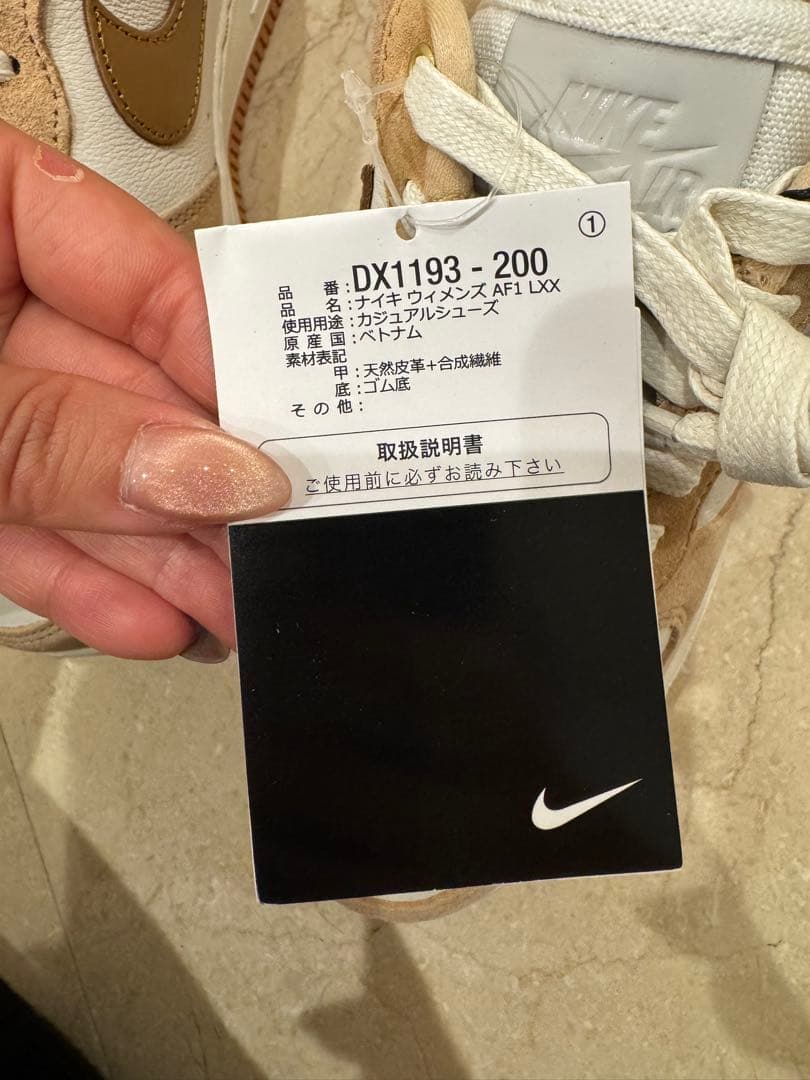 NIKE
AIR
①
品番:DX1193 - 200
品名:ナイキ ウィメンズ AF1 LXX
使用用途:カジュアルシューズ
原産国:ベトナム
素材表記
甲:天然皮革+合成繊維
底:ゴム底
その他:
取扱説明書
ご使用前に必ずお読み下さい